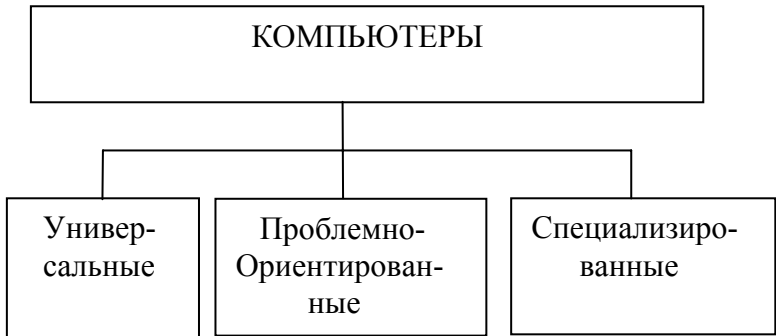 КОМПЬЮТЕРЫ
Универ-
сальные
Проблемно-
Ориентирован-
ные
Специализиро-
ванные